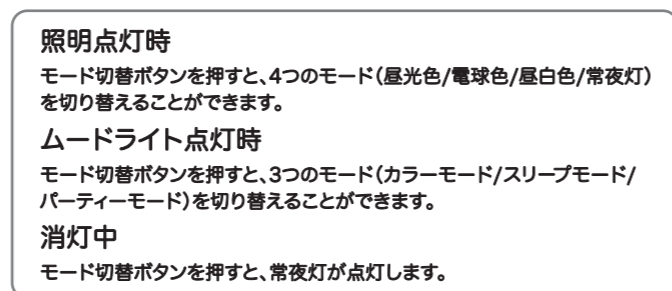 照明点灯時
モード切替ボタンを押すと、4つのモード（昼光色/電球色/昼白色/常夜灯）
を切り替えることができます。
ムードライト点灯時
モード切替ボタンを押すと、3つのモード（カラーモード/スリープモード/
パーティーモード）を切り替えることができます。
消灯中
モード切替ボタンを押すと、常夜灯が点灯します。